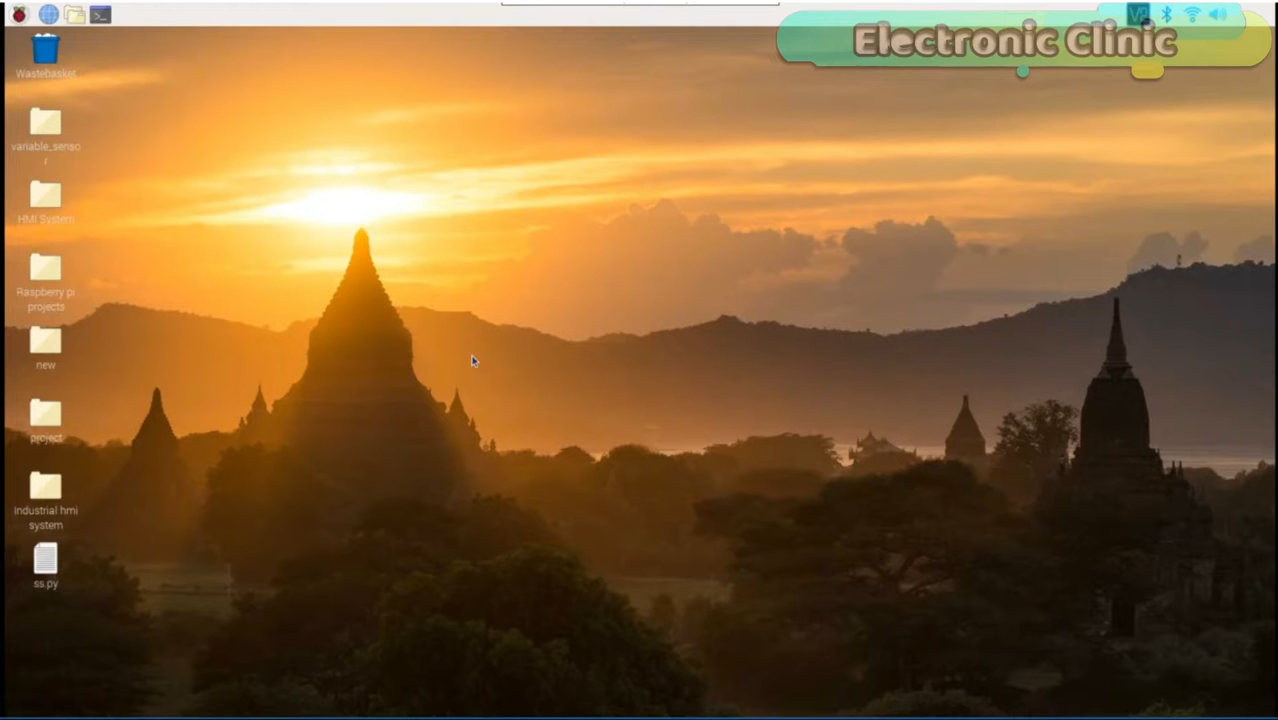 Electronic Clinic
Wastebasket
variable_senso
r
HMI System
Raspberry pi
projects
new
project
Industrial hmi
system
ss.py